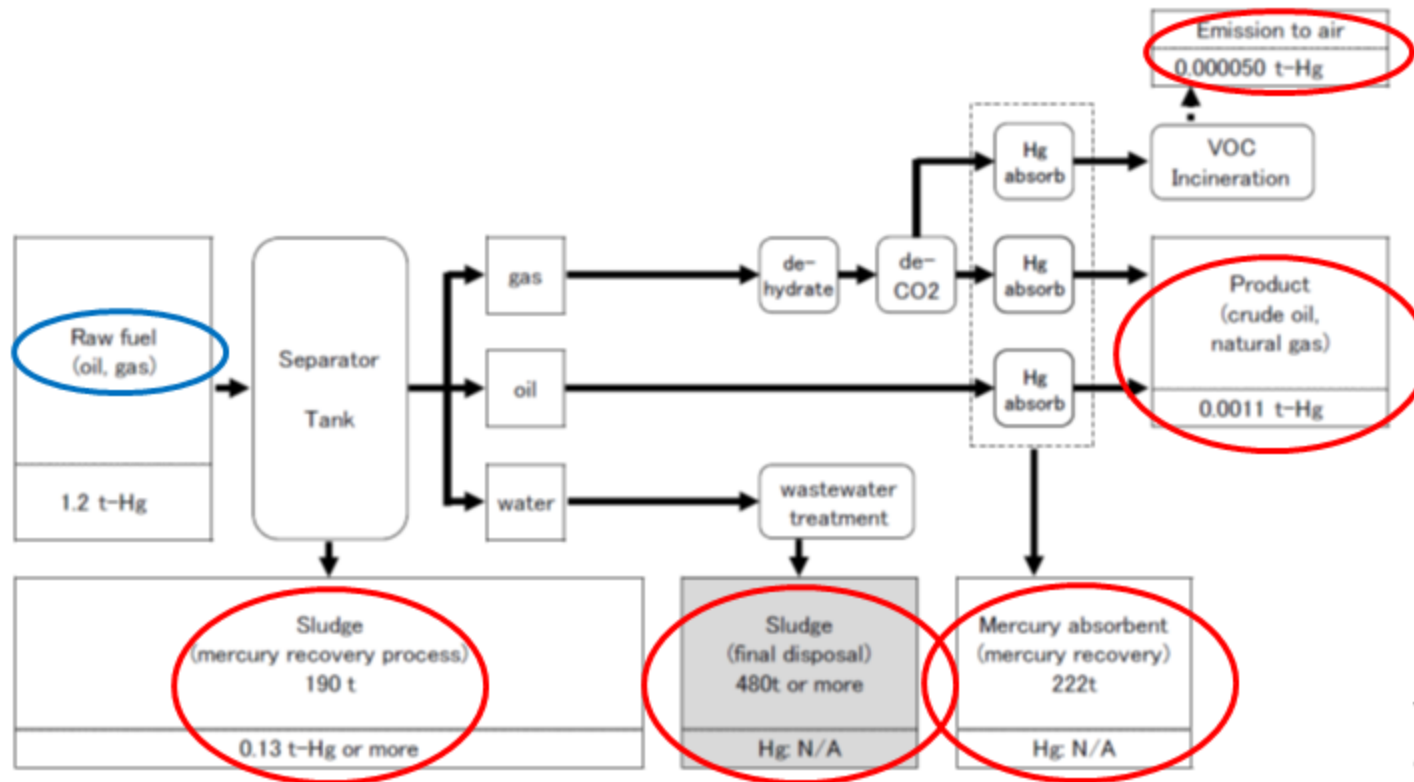 Emission to air
0.000050 t-Hg
Hg
absorb
VOC
Incineration
Raw fuel
(oil, gas)
1.2 t-Hg
Separator
Tank
gas
de-
hydrate
de-
CO2
Hg
absorb
Product
(crude oil,
natural gas)
0.0011 t-Hg
oil
Hg
absorb
water
wastewater
treatment
Sludge
(mercury recovery process)
190 t
0.13 t-Hg or more
Sludge
(final disposal)
480t or more
Hg: N/A
Mercury absorbent
(mercury recovery)
222t
Hg: N/A